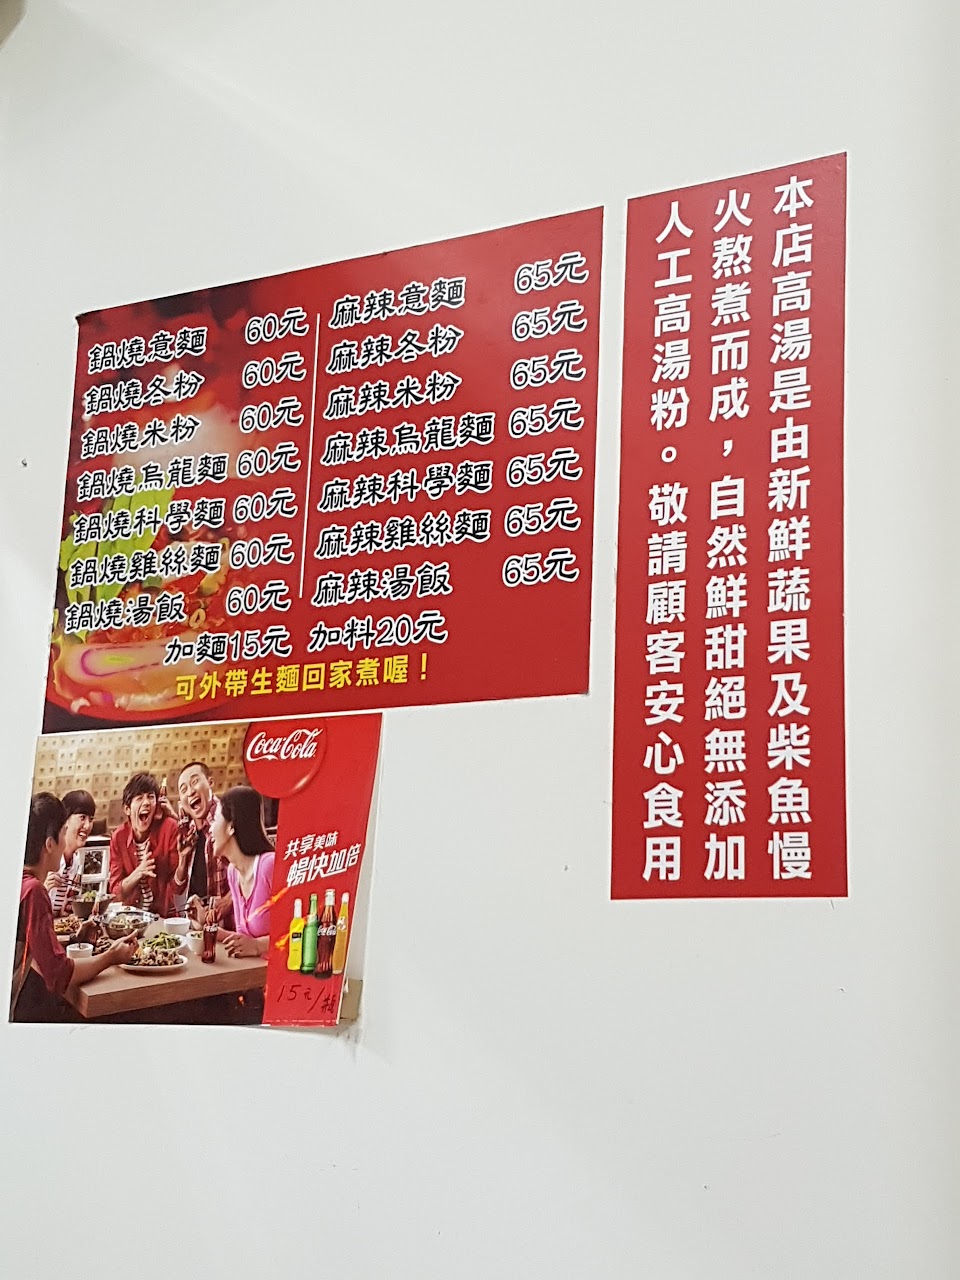 鍋燒意麵 60元
鍋燒冬粉 60元
鍋燒米粉 60元
鍋燒烏龍麵 60元
鍋燒科學麵 60元
鍋燒雞絲麵 60元
鍋燒湯飯 60元
麻辣意麵 65元
麻辣冬粉 65元
麻辣米粉 65元
麻辣烏龍麵 65元
麻辣科學麵 65元
麻辣雞絲麵 65元
麻辣湯飯 65元
加麵15元 加料20元
可外帶生麵回家煮喔！
本店高湯是由新鮮蔬果及柴魚慢
火熬煮而成，自然鮮甜絕無添加
人工高湯粉。敬請顧客安心食用
Coca-Cola
共享美味
暢快加倍
15元/瓶